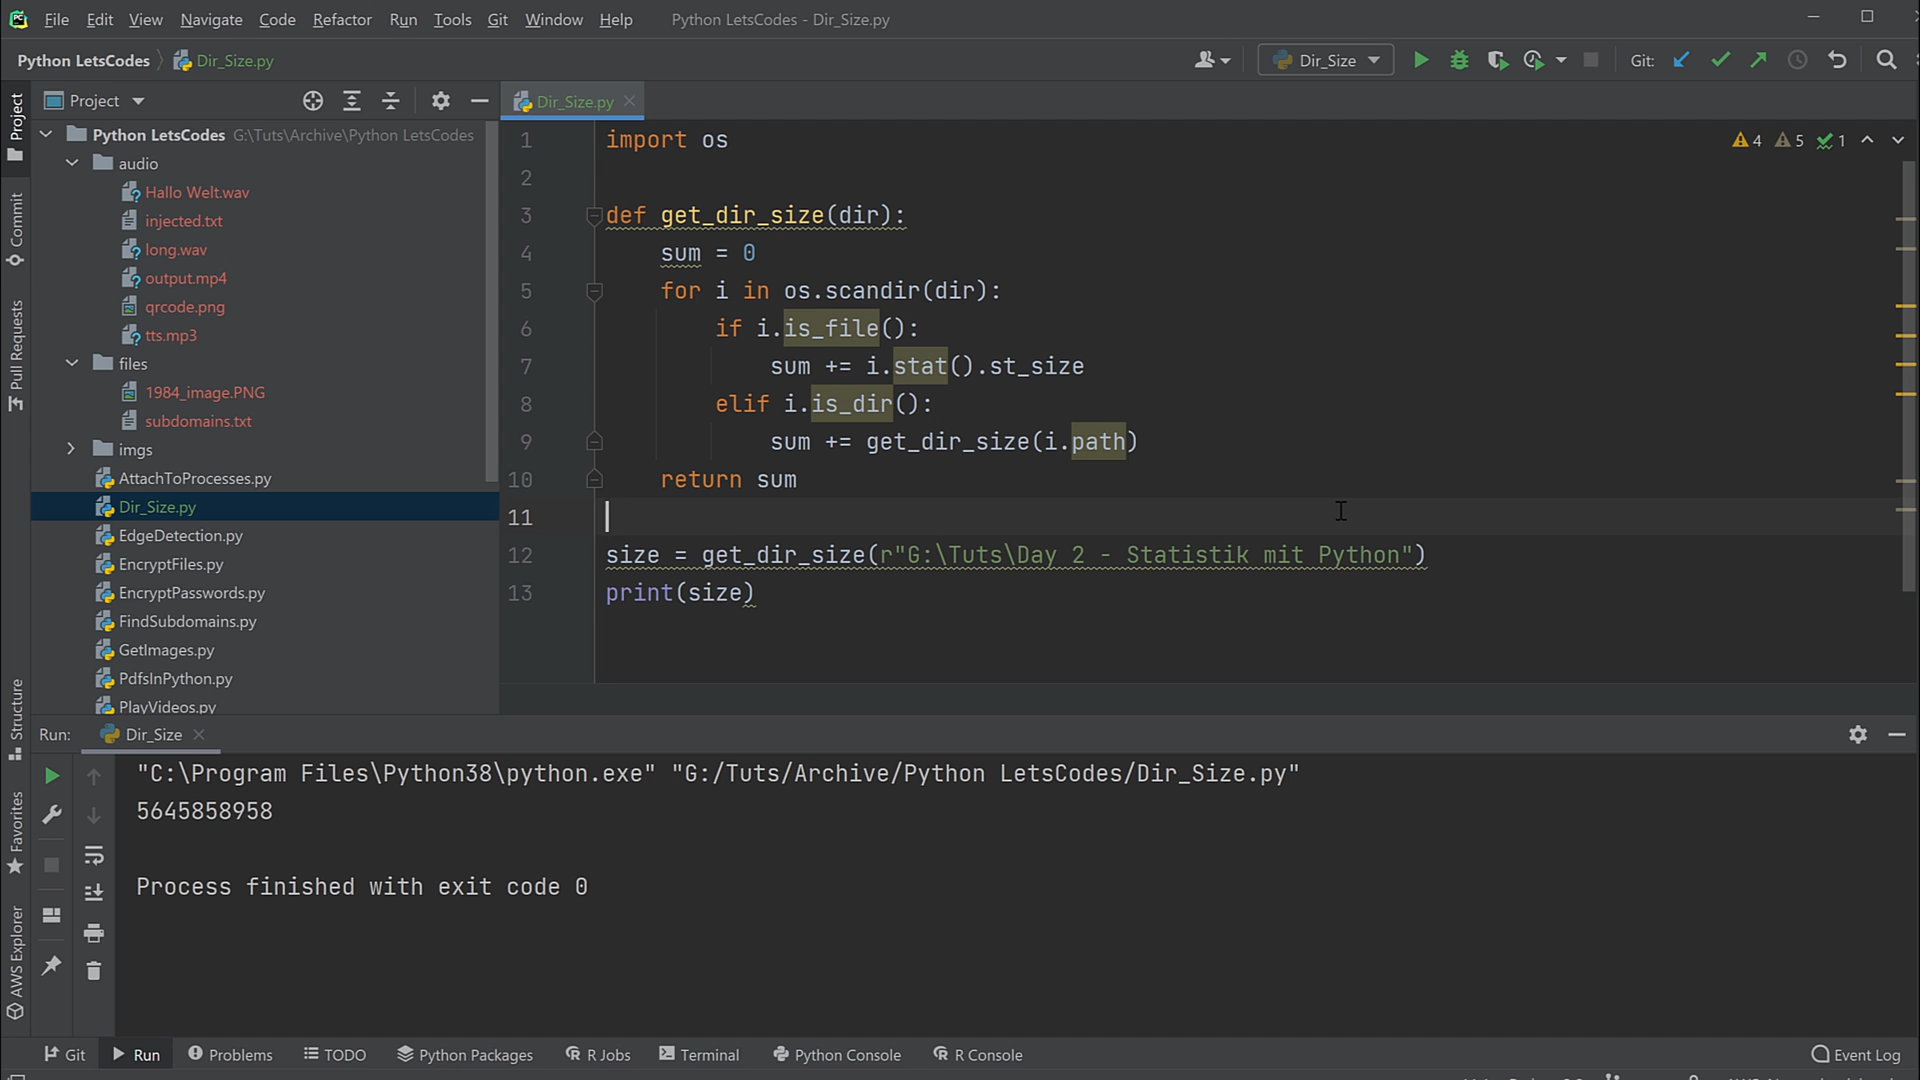 File Edit View Navigate Code Refactor Run Tools Git Window Help Python LetsCodes - Dir_Size.py
Python LetsCodes Dir_Size.py Dir_Size Git:
Project Dir_Size.py
Project
Commit
Pull Requests
Structure
Favorites
AWS Explorer
Python LetsCodes G:\Tuts\Archive\Python LetsCodes
audio
Hallo Welt.wav
injected.txt
long.wav
output.mp4
qrcode.png
tts.mp3
files
1984_image.PNG
subdomains.txt
imgs
AttachToProcesses.py
Dir_Size.py
EdgeDetection.py
EncryptFiles.py
EncryptPasswords.py
FindSubdomains.py
GetImages.py
PdfsInPython.py
PlayVideos.py
4 5 1
1 import os
2
3 def get_dir_size(dir):
4 sum = 0
5 for i in os.scandir(dir):
6 if i.is_file():
7 sum += i.stat().st_size
8 elif i.is_dir():
9 sum += get_dir_size(i.path)
10 return sum
11
12 size = get_dir_size(r"G:\Tuts\Day 2 - Statistik mit Python")
13 print(size)
Run: Dir_Size
"C:\Program Files\Python38\python.exe" "G:/Tuts/Archive/Python LetsCodes/Dir_Size.py"
5645858958
Process finished with exit code 0
Git Run Problems TODO Python Packages R Jobs Terminal Python Console R Console Event Log